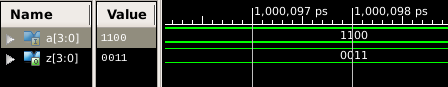 Name Value 1,000,097 ps 1,000,098 ps
a[3:0] 1100 1100
z[3:0] 0011 0011